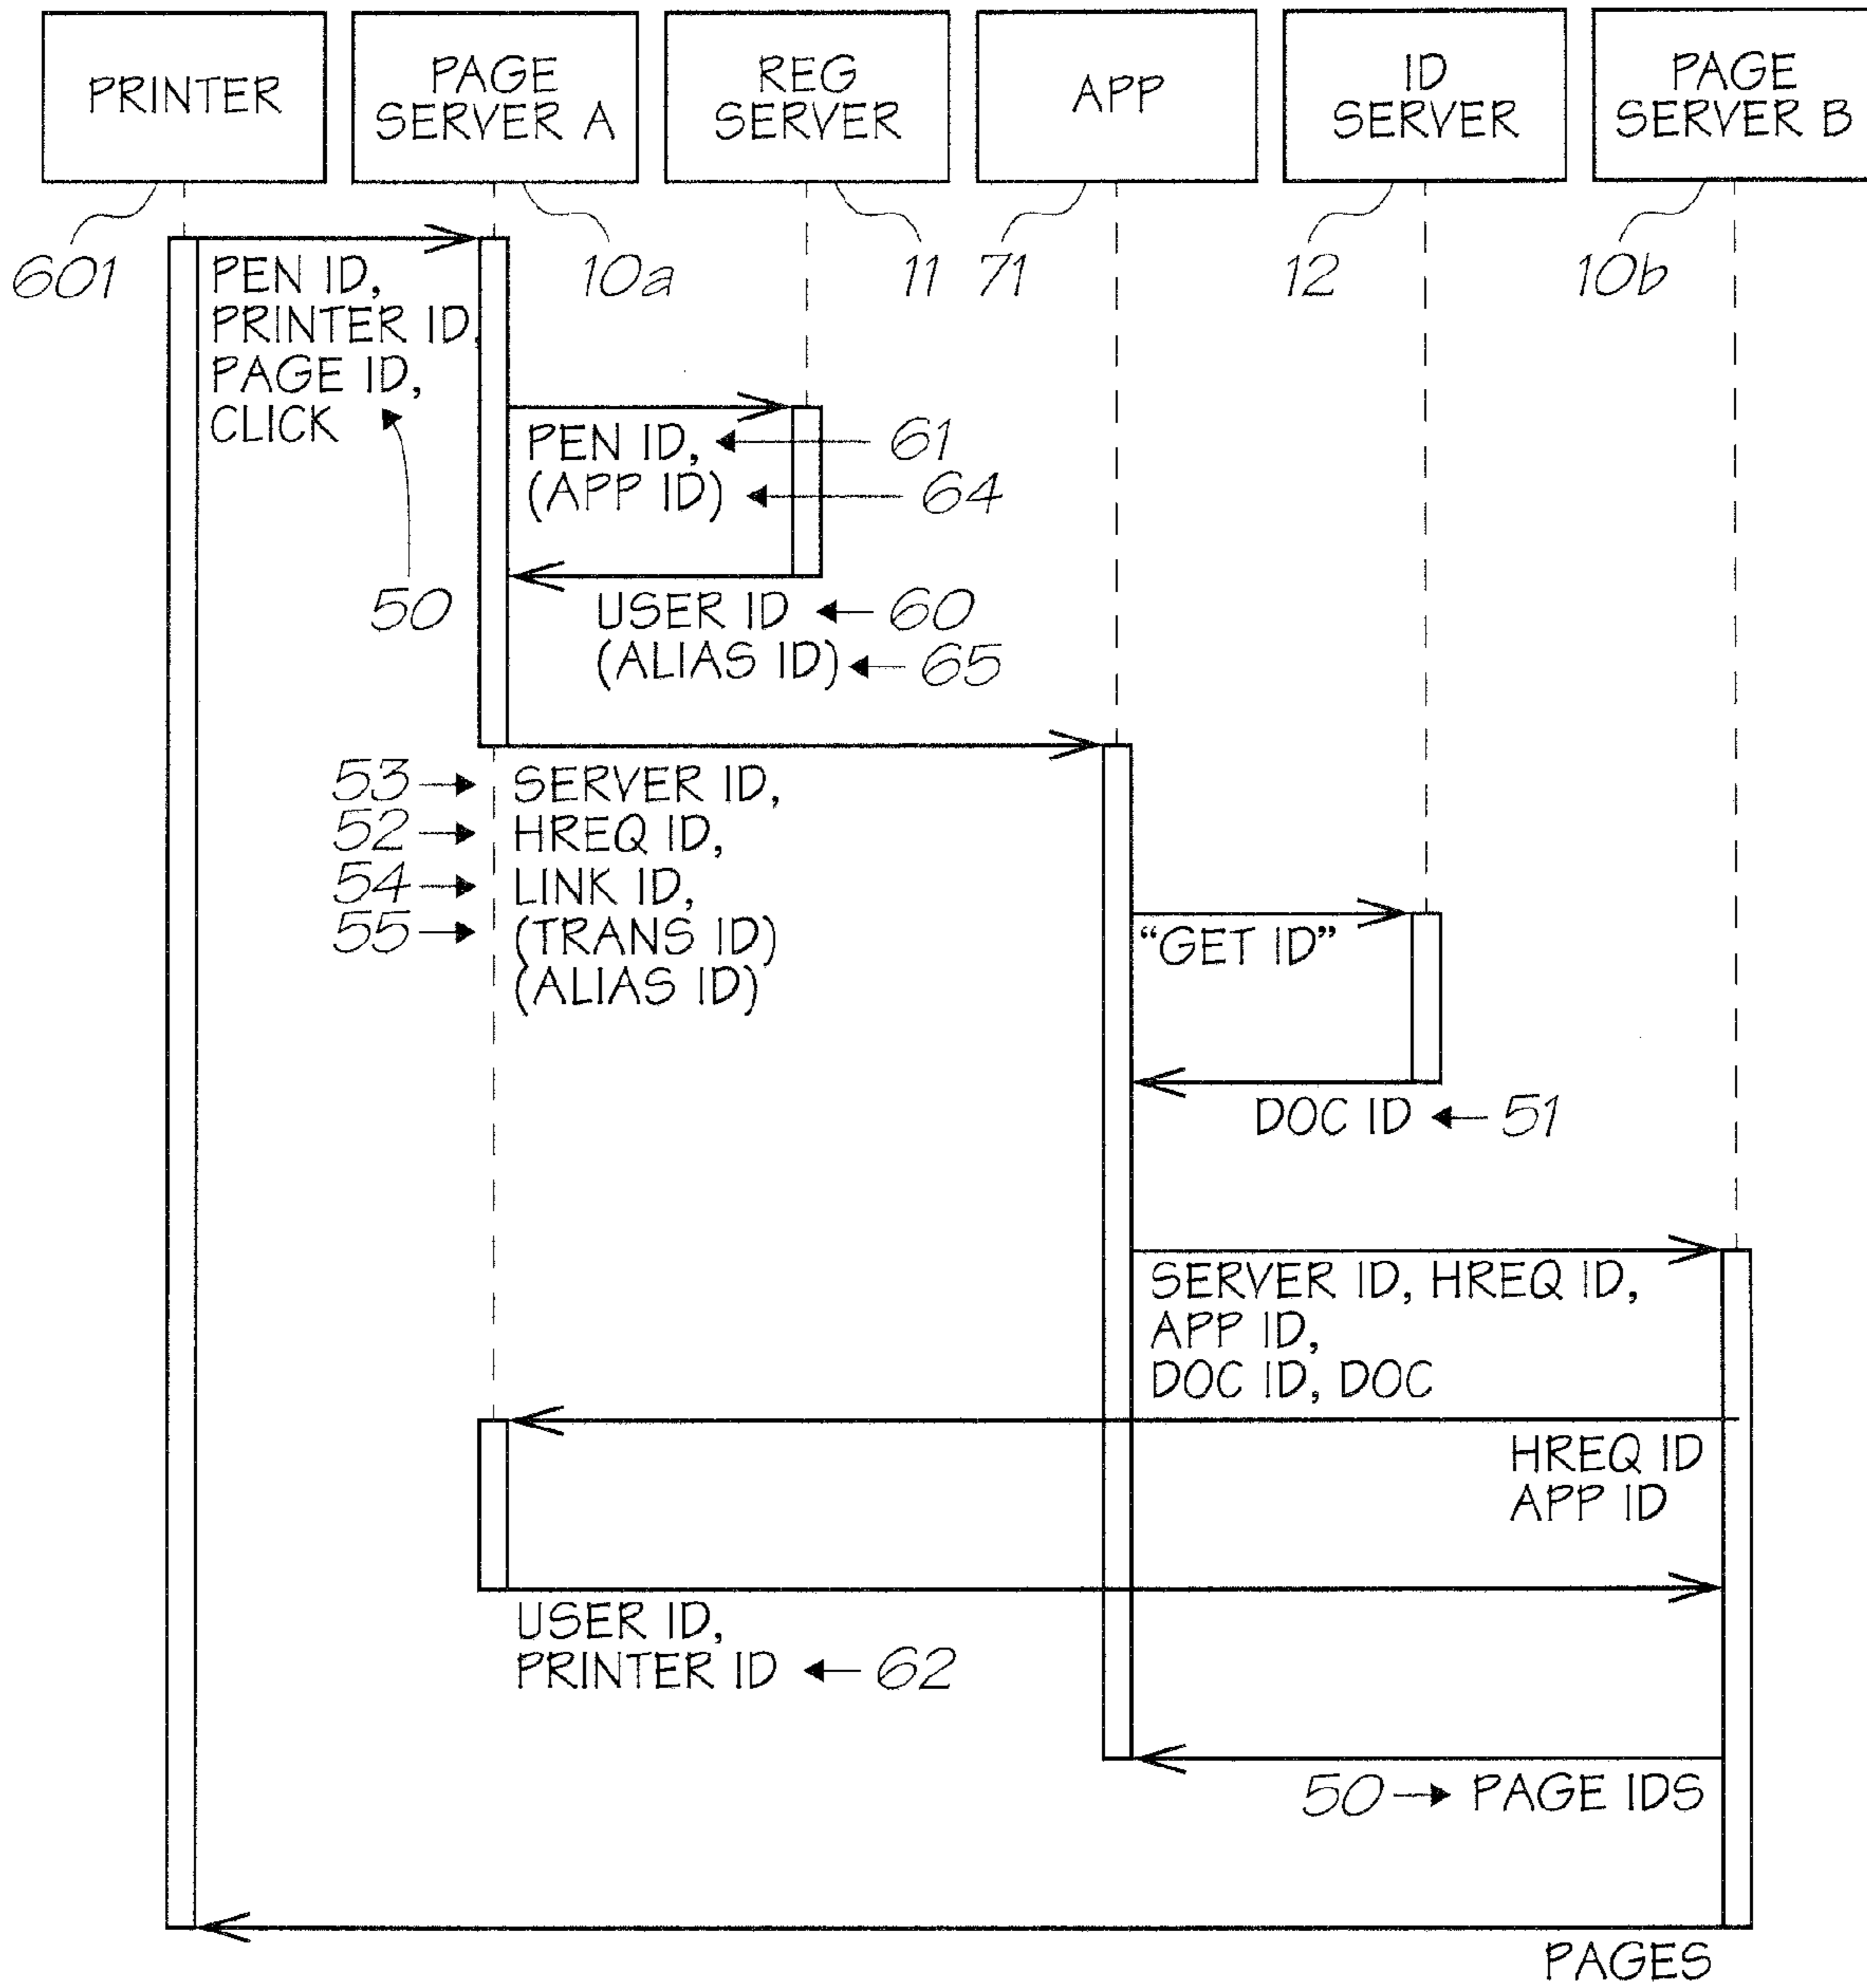 PRINTER
PAGE
SERVER A
REG
SERVER
APP
ID
SERVER
PAGE
SERVER B
601
10a
11
71
12
10b
PEN ID,
PRINTER ID,
PAGE ID,
CLICK
50
PEN ID,
61
(APP ID)
64
USER ID
60
(ALIAS ID)
65
53
SERVER ID,
52
HREQ ID,
54
LINK ID,
55
(TRANS ID)
(ALIAS ID)
“GET ID”
DOC ID
51
SERVER ID, HREQ ID,
APP ID,
DOC ID, DOC
HREQ ID
APP ID
USER ID,
PRINTER ID
62
50
PAGE IDS
PAGES